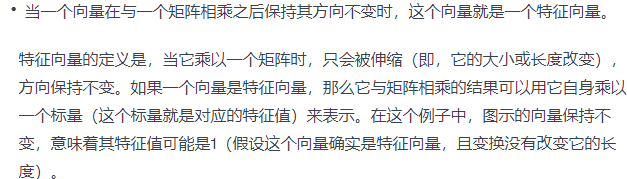 • 当一个向量在与一个矩阵相乘之后保持其方向不变时，这个向量就是一个特征向量。
特征向量的定义是，当它乘以一个矩阵时，只会被伸缩（即，它的大小或长度改变），
方向保持不变。如果一个向量是特征向量，那么它与矩阵相乘的结果可以用它自身乘以
一个标量（这个标量就是对应的特征值）来表示。在这个例子中，图示的向量保持不
变，意味着其特征值可能是1（假设这个向量确实是特征向量，且变换没有改变它的长
度）。